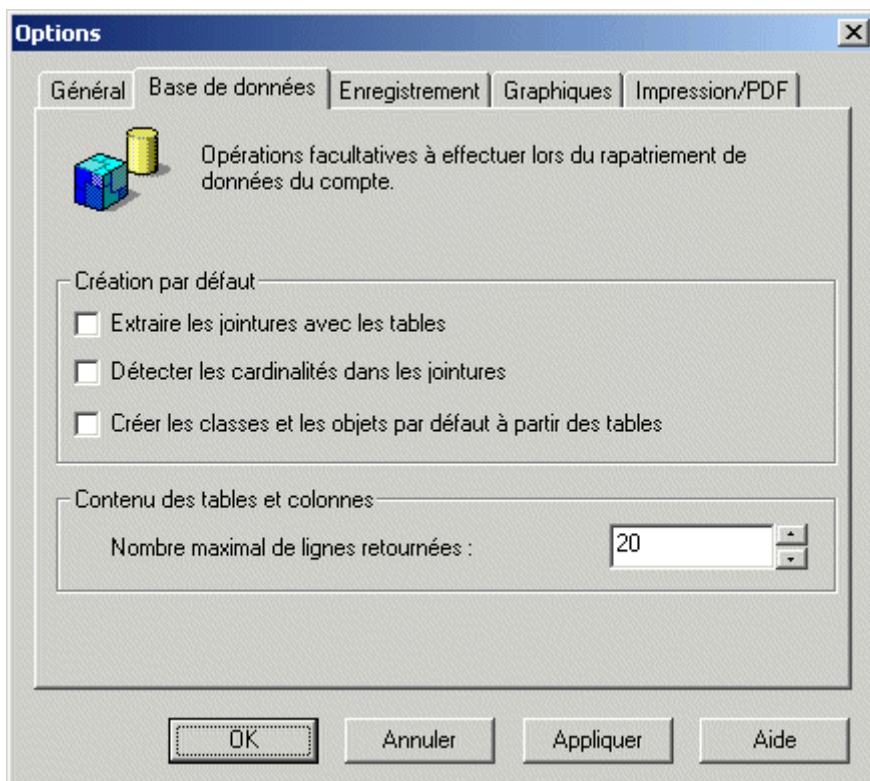 Options
Général
Base de données
Enregistrement
Graphiques
Impression/PDF
Opérations facultatives à effectuer lors du rapatriement de
données du compte.
Création par défaut
Extraire les jointures avec les tables
Détecter les cardinalités dans les jointures
Créer les classes et les objets par défaut à partir des tables
Contenu des tables et colonnes
Nombre maximal de lignes retournées :
20
OK
Annuler
Appliquer
Aide